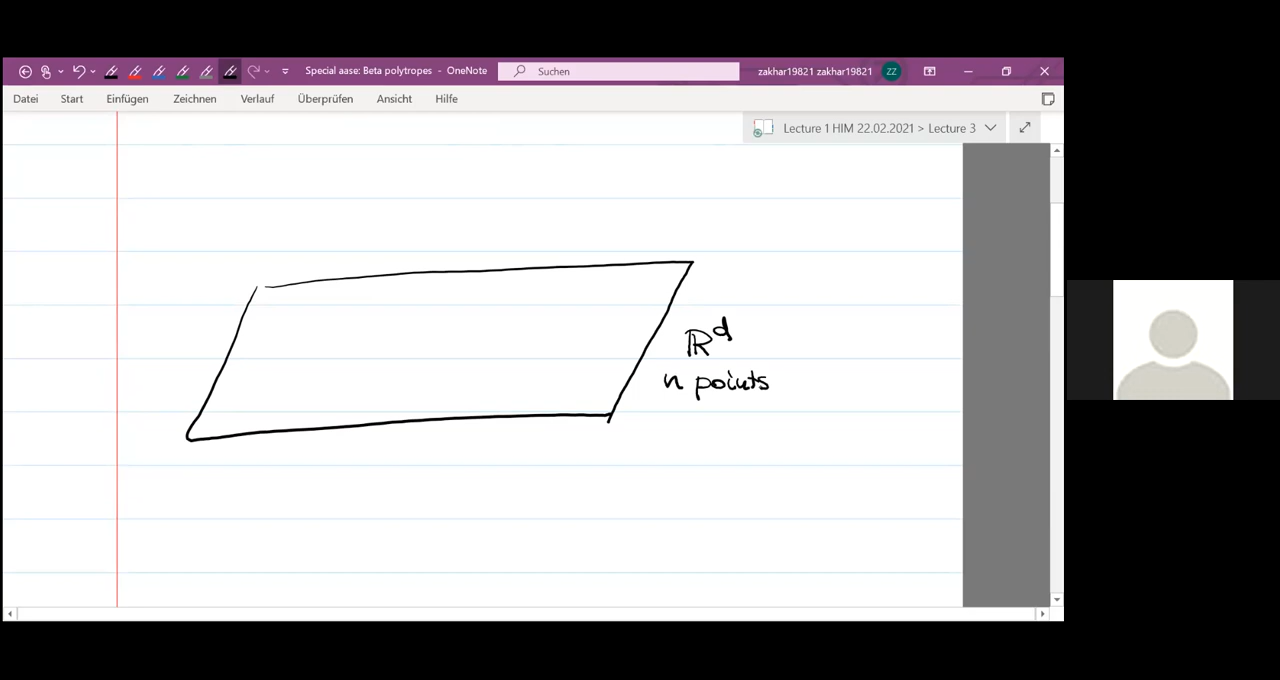 Special aase: Beta polytropes - OneNote
Suchen
zakhar19821 zakhar19821
ZZ
Datei Start Einfügen Zeichnen Verlauf Überprüfen Ansicht Hilfe
Lecture 1 HIM 22.02.2021 > Lecture 3
ℝᵈ
n points